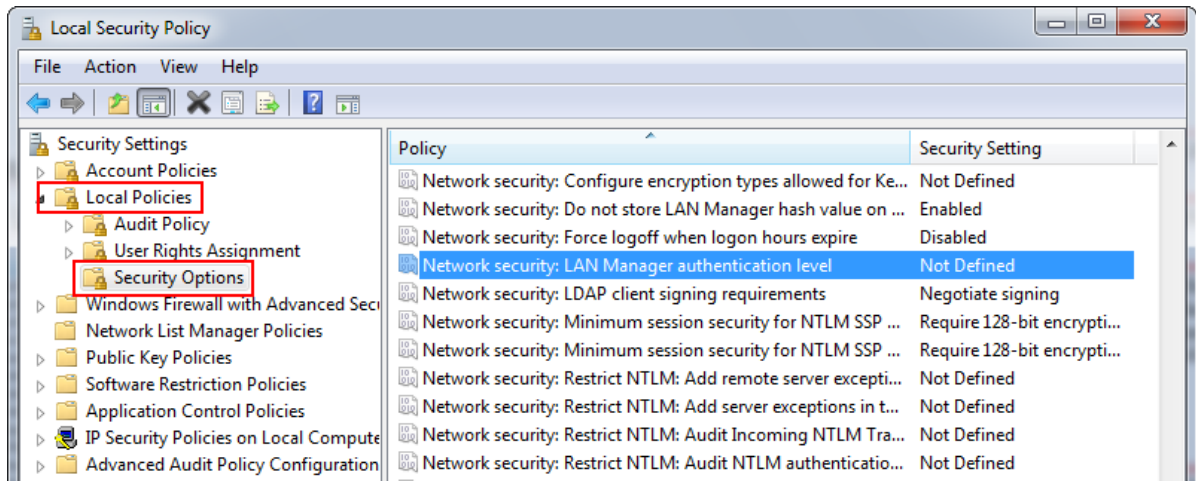 Local Security Policy
File Action View Help
Security Settings
Account Policies
Local Policies
Audit Policy
User Rights Assignment
Security Options
Windows Firewall with Advanced Secu
Network List Manager Policies
Public Key Policies
Software Restriction Policies
Application Control Policies
IP Security Policies on Local Compute
Advanced Audit Policy Configuration
Policy Security Setting
Network security: Configure encryption types allowed for Ke... Not Defined
Network security: Do not store LAN Manager hash value on ... Enabled
Network security: Force logoff when logon hours expire Disabled
Network security: LAN Manager authentication level Not Defined
Network security: LDAP client signing requirements Negotiate signing
Network security: Minimum session security for NTLM SSP ... Require 128-bit encrypti...
Network security: Minimum session security for NTLM SSP ... Require 128-bit encrypti...
Network security: Restrict NTLM: Add remote server excepti... Not Defined
Network security: Restrict NTLM: Add server exceptions in t... Not Defined
Network security: Restrict NTLM: Audit Incoming NTLM Tra... Not Defined
Network security: Restrict NTLM: Audit NTLM authenticatio... Not Defined